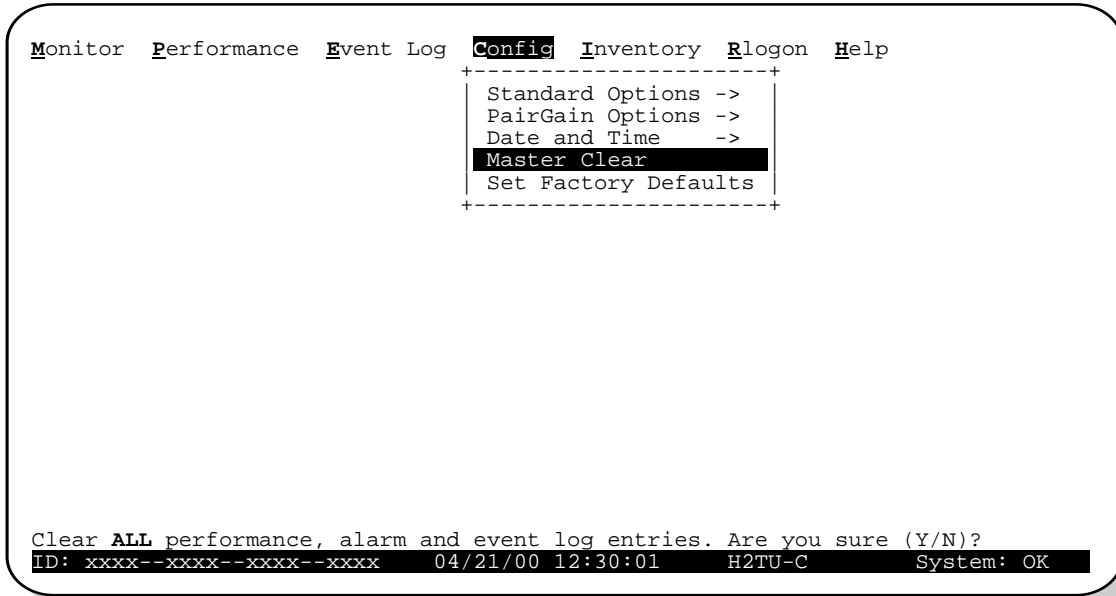 Monitor Performance Event Log Config Inventory Rlogon Help
+----------------------+
| Standard Options -> |
| PairGain Options -> |
| Date and Time -> |
| Master Clear |
| Set Factory Defaults |
+----------------------+
Clear ALL performance, alarm and event log entries. Are you sure (Y/N)?
ID: xxxx--xxxx--xxxx--xxxx 04/21/00 12:30:01 H2TU-C System: OK